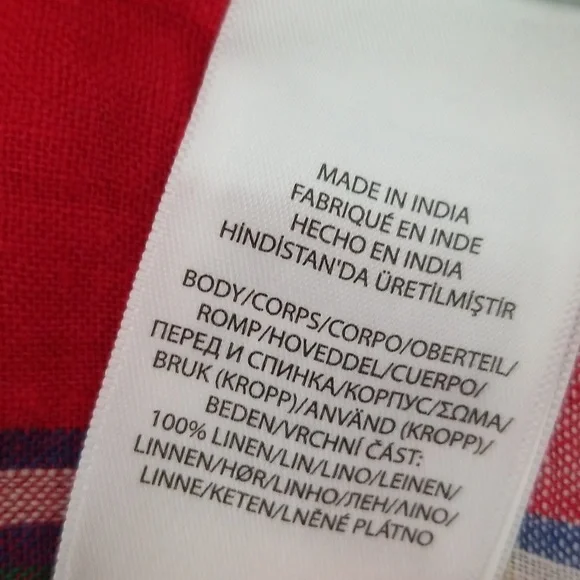 MADE IN INDIA
FABRIQUÉ EN INDE
HECHO EN INDIA
HİNDİSTAN'DA ÜRETİLMİŞTİR
BODY/CORPS/CORPO/OBERTEIL/
ROMP/HOVEDDEL/CUERPO/
ПЕРЕД И СПИНКА/КОРПУС/ΣΩΜΑ/
BRUK (KROPP)/ANVÄND (KROPP)/
BEDEN/VRCHNÍ ČÁST:
100% LINEN/LIN/LINO/LEINEN/
LINNEN/HØR/LINHO/ЛЕН/ΛΙΝΟ/
LINNE/KETEN/LNĚNÉ PLÁTNO